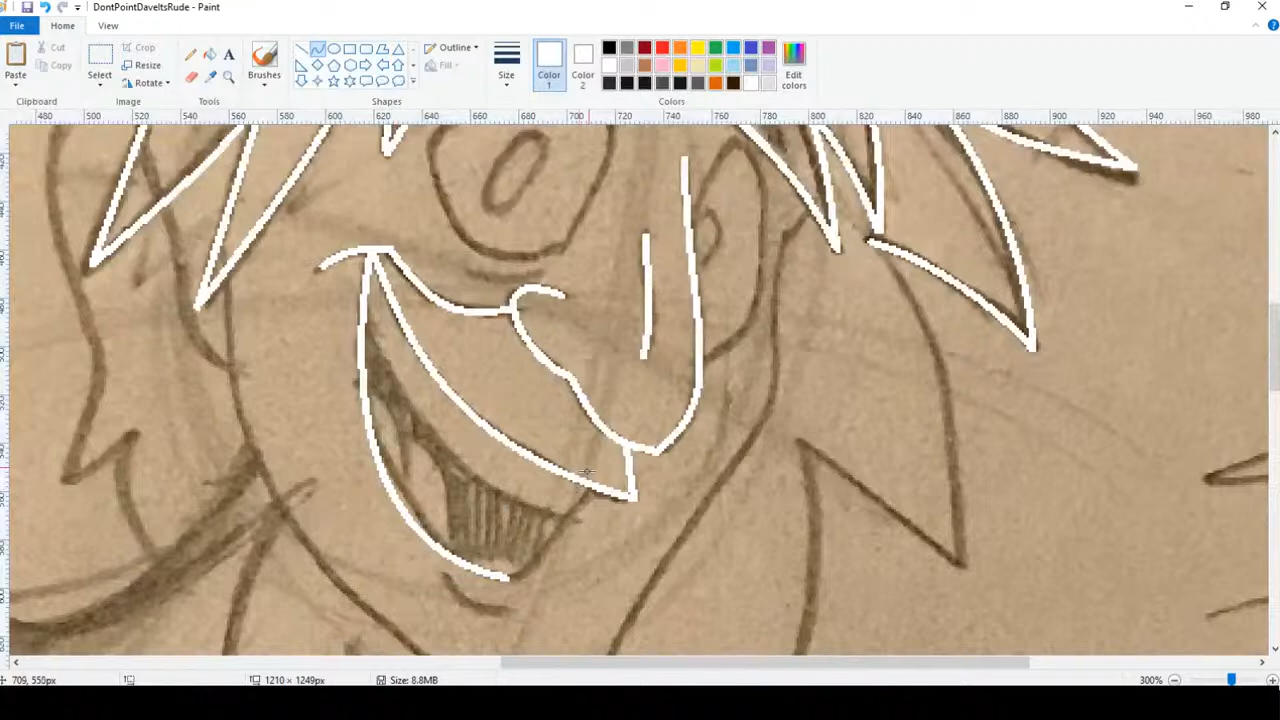 DontPointDaveItsRude - Paint
File Home View
Paste
Cut
Copy
Clipboard
Select
Crop
Resize
Rotate
Image
A
Tools
Brushes
Outline
Fill
Shapes
Size
Color 1
Color 2
Edit colors
Colors
480 500 520 540 560 580 600 620 640 660 680 700 720 740 760 780 800 820 840 860 880 900 920 940 960 980
709, 550px
1210 × 1249px
Size: 8.8MB
300%